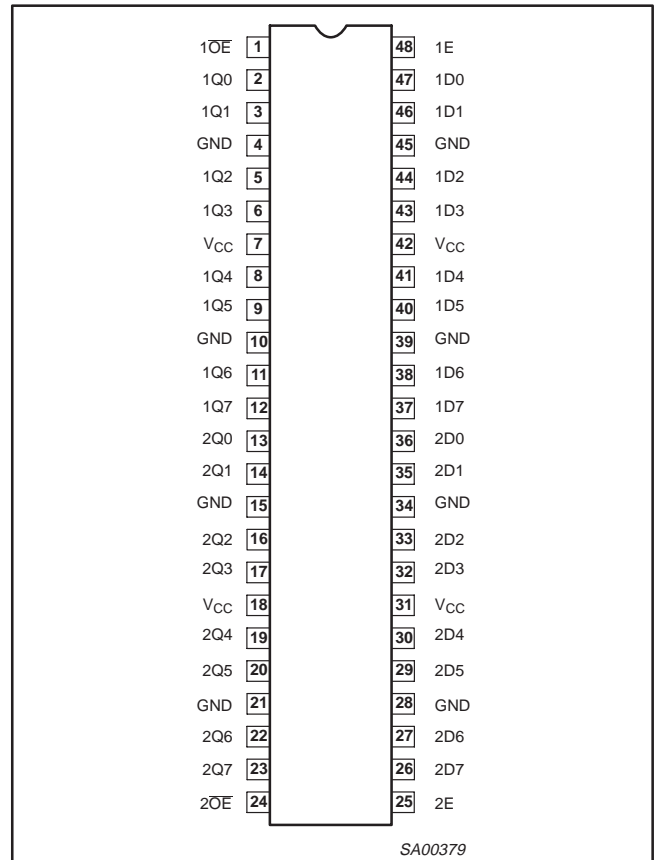 1O̅E̅ 1 48 1E
1Q0 2 47 1D0
1Q1 3 46 1D1
GND 4 45 GND
1Q2 5 44 1D2
1Q3 6 43 1D3
VCC 7 42 VCC
1Q4 8 41 1D4
1Q5 9 40 1D5
GND 10 39 GND
1Q6 11 38 1D6
1Q7 12 37 1D7
2Q0 13 36 2D0
2Q1 14 35 2D1
GND 15 34 GND
2Q2 16 33 2D2
2Q3 17 32 2D3
VCC 18 31 VCC
2Q4 19 30 2D4
2Q5 20 29 2D5
GND 21 28 GND
2Q6 22 27 2D6
2Q7 23 26 2D7
2O̅E̅ 24 25 2E
SA00379